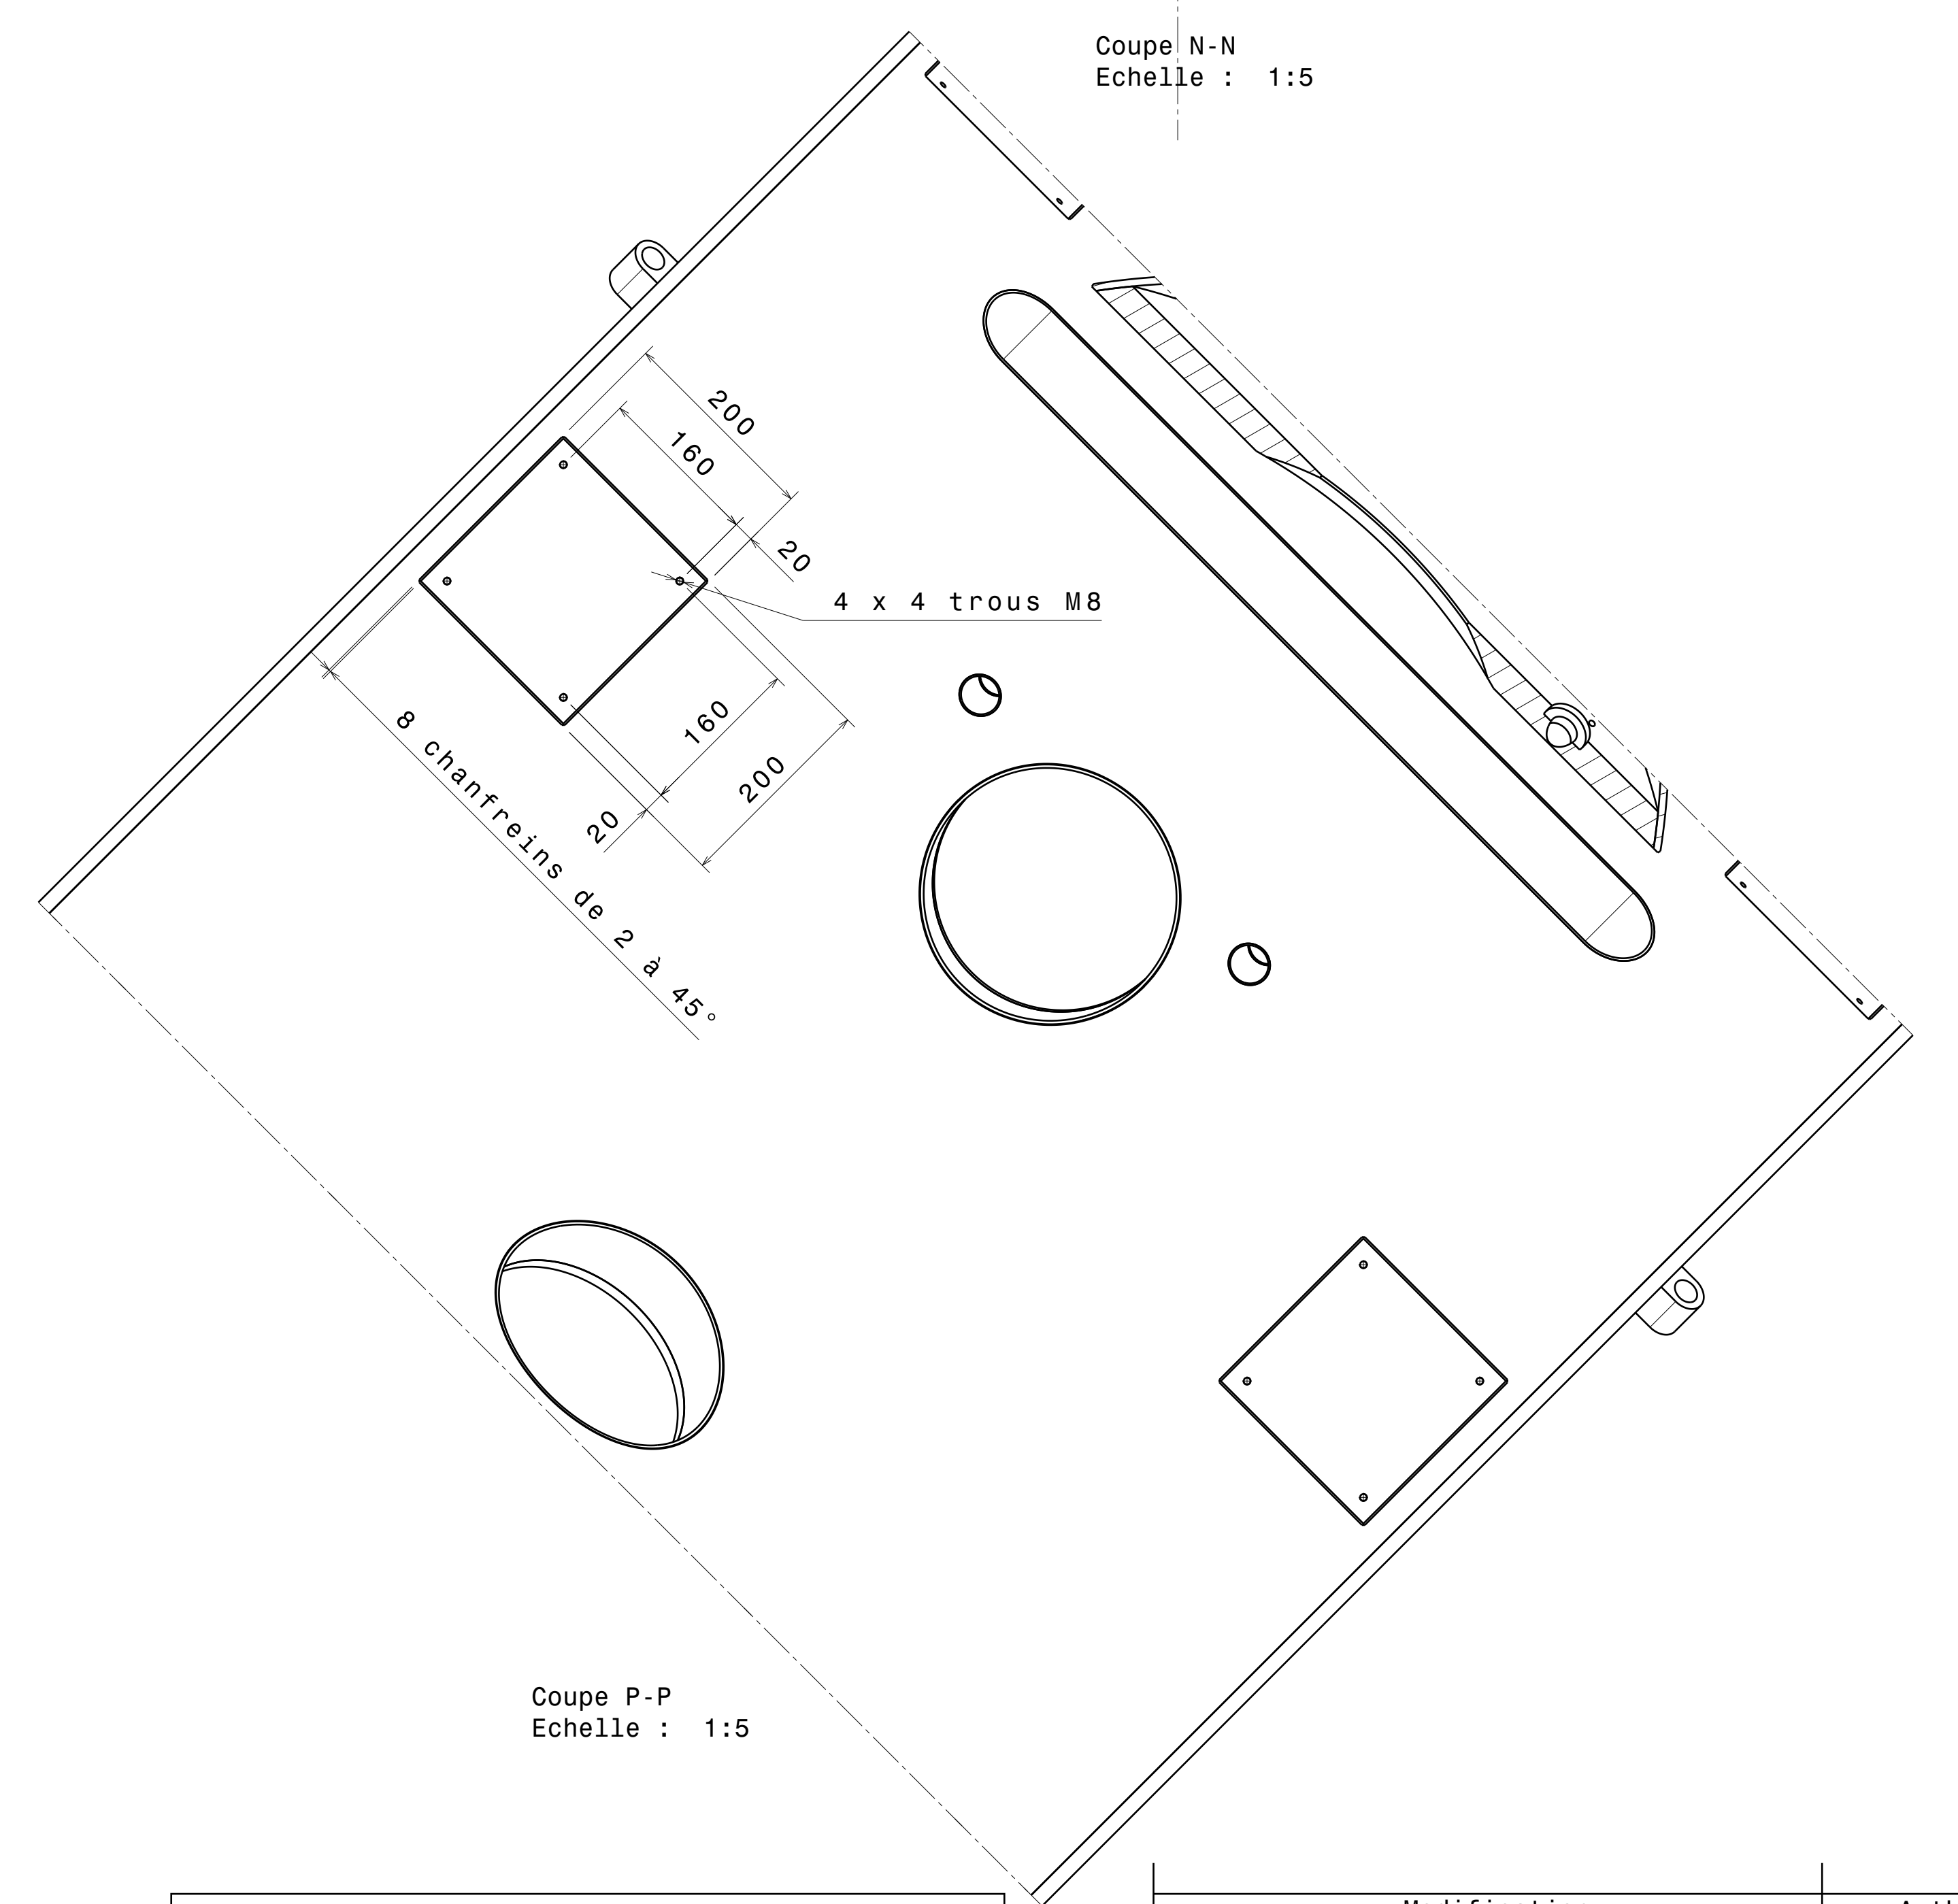 Coupe N-N
Echelle :  1:5
200
160
20
4 x 4 trous M8
160
200
20
8 chanfreins de 2 à 45°
Coupe P-P
Echelle :  1:5